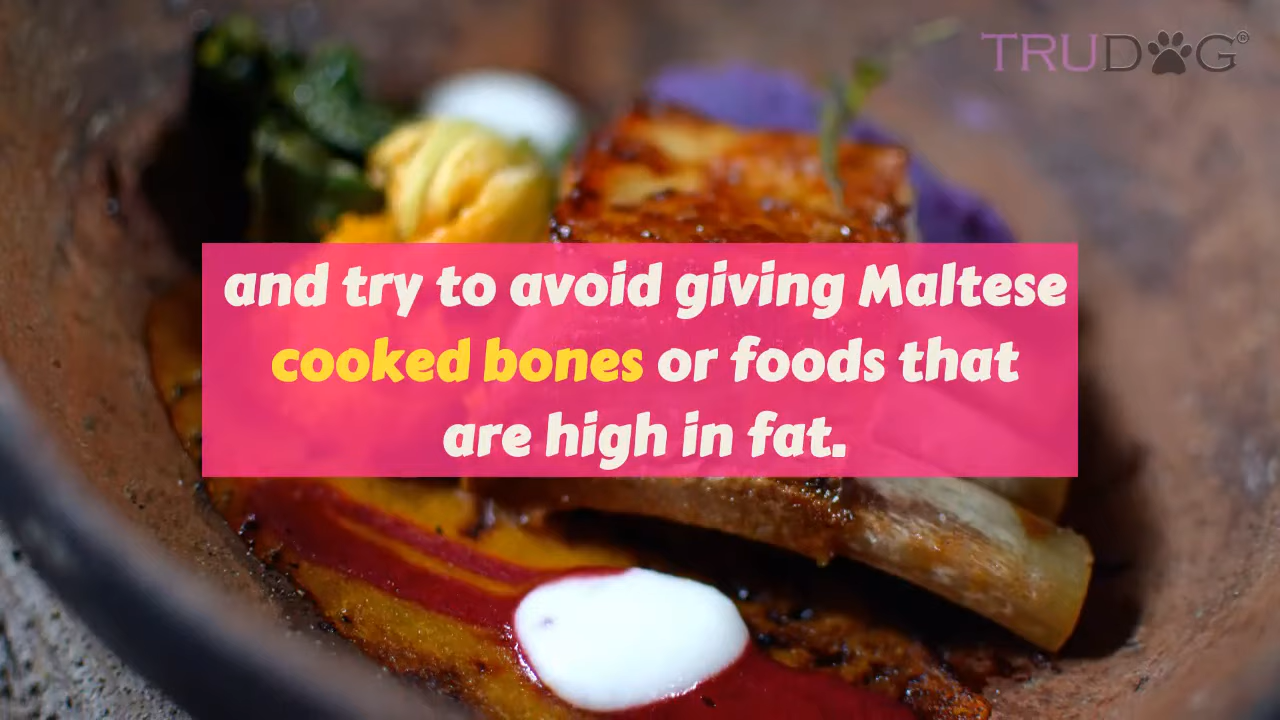 TRUDOG®
and try to avoid giving Maltese
cooked bones or foods that
are high in fat.